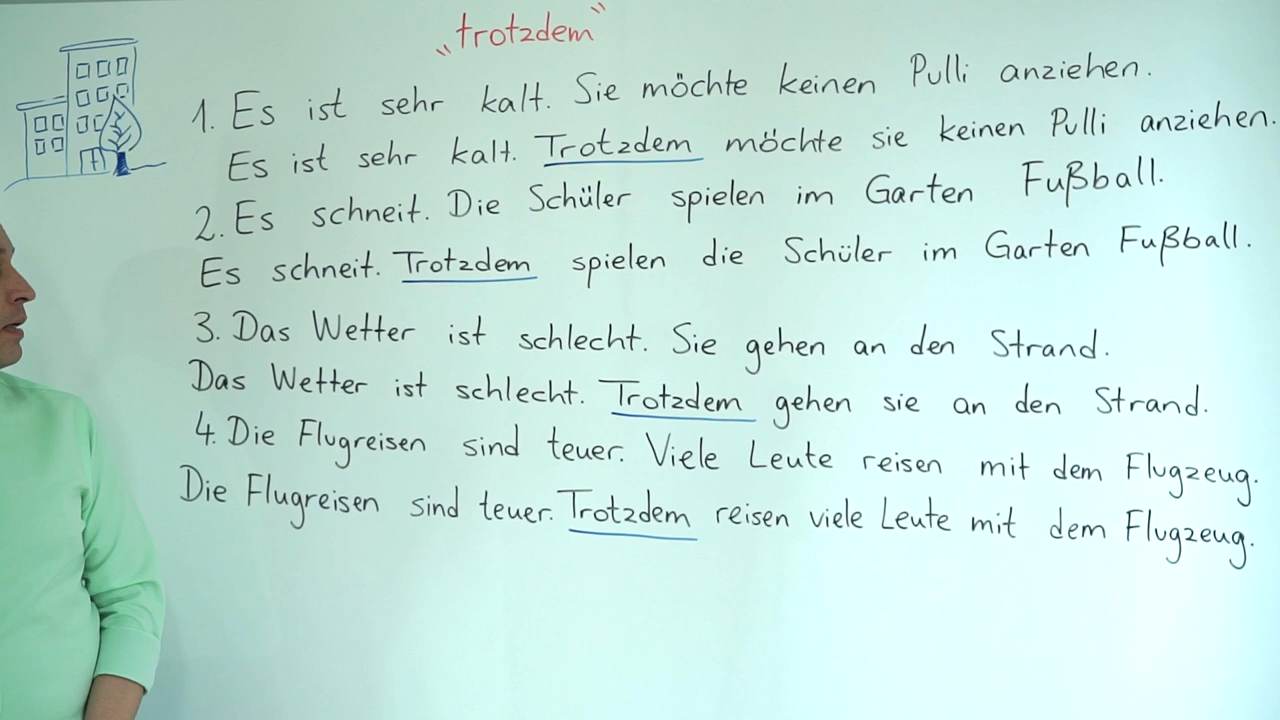 „trotzdem"
1. Es ist sehr kalt. Sie möchte keinen Pulli anziehen.
Es ist sehr kalt. Trotzdem möchte sie keinen Pulli anziehen.
2. Es schneit. Die Schüler spielen im Garten Fußball.
Es schneit. Trotzdem spielen die Schüler im Garten Fußball.
3. Das Wetter ist schlecht. Sie gehen an den Strand.
Das Wetter ist schlecht. Trotzdem gehen sie an den Strand.
4. Die Flugreisen sind teuer. Viele Leute reisen mit dem Flugzeug.
Die Flugreisen sind teuer. Trotzdem reisen viele Leute mit dem Flugzeug.